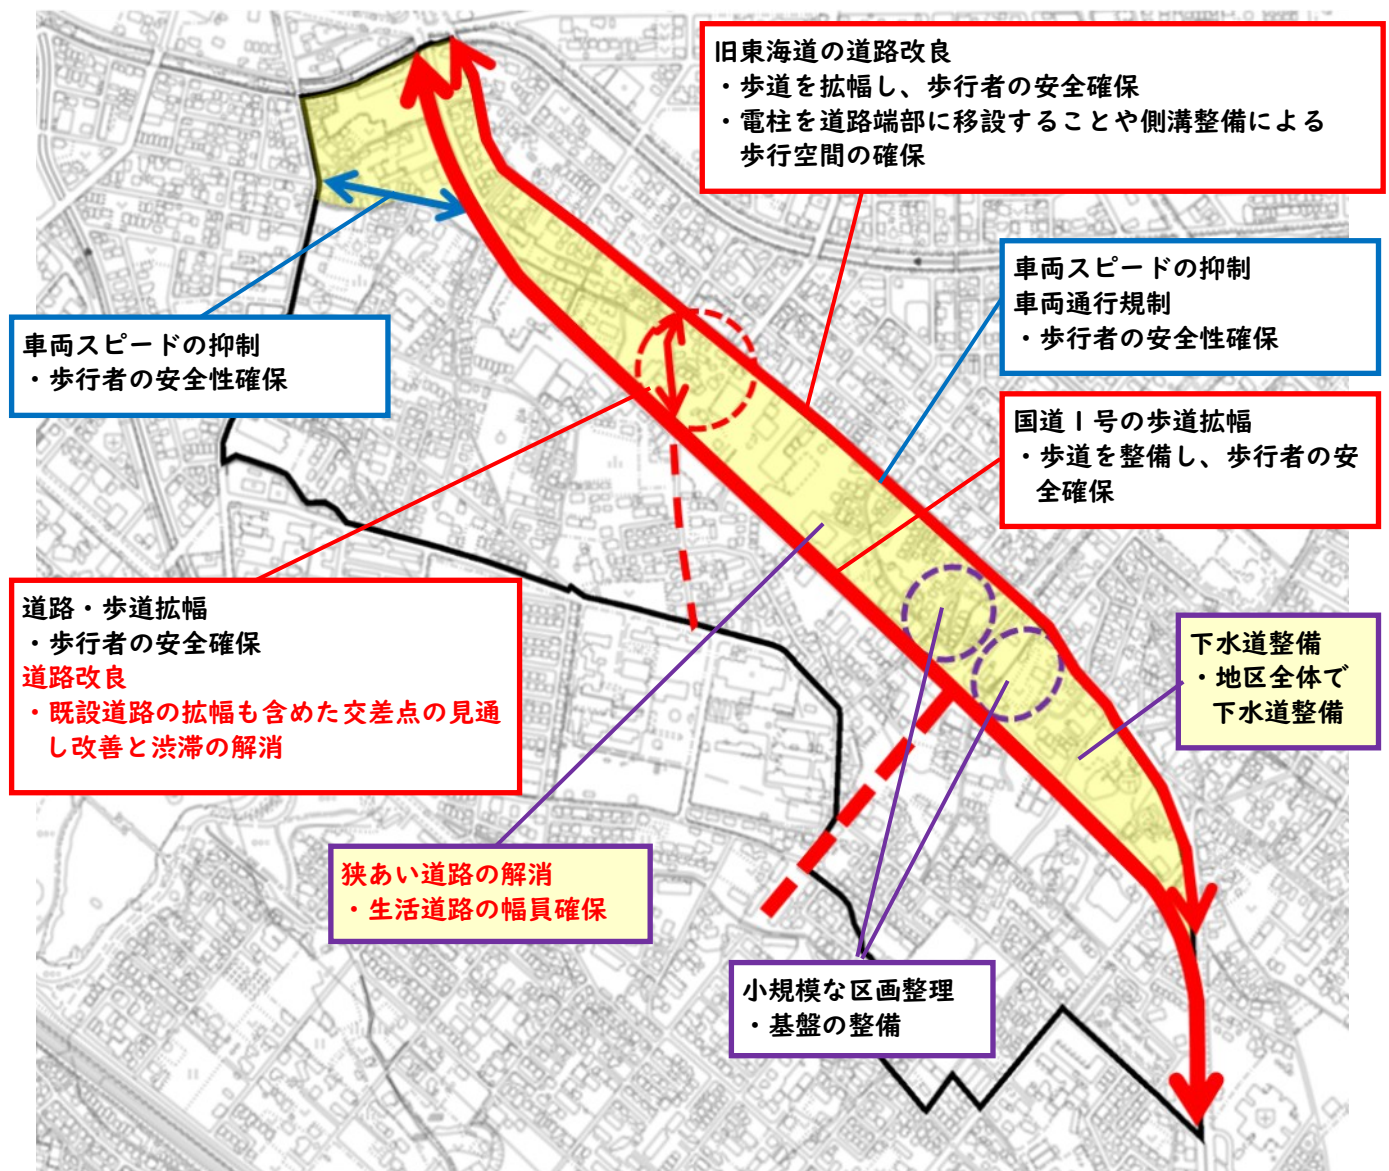 旧東海道の道路改良
・歩道を拡幅し、歩行者の安全確保
・電柱を道路端部に移設することや側溝整備による
歩行空間の確保
車両スピードの抑制
車両通行規制
・歩行者の安全性確保
車両スピードの抑制
・歩行者の安全性確保
国道1号の歩道拡幅
・歩道を整備し、歩行者の安
全確保
道路・歩道拡幅
・歩行者の安全確保
道路改良
・既設道路の拡幅も含めた交差点の見通
し改善と渋滞の解消
下水道整備
・地区全体で
下水道整備
狭あい道路の解消
・生活道路の幅員確保
小規模な区画整理
・基盤の整備